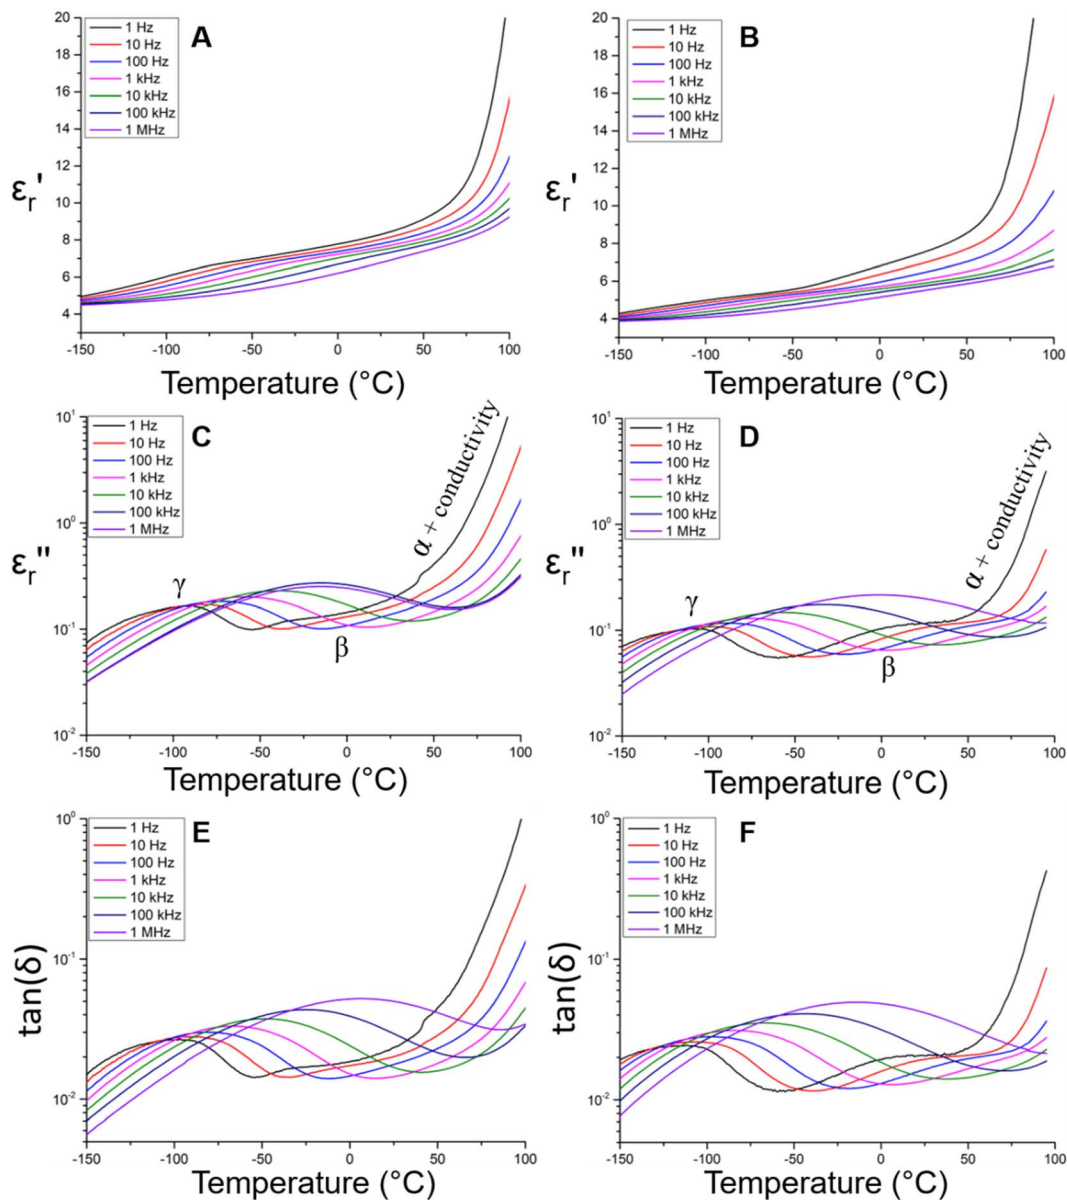 A
1 Hz
10 Hz
100 Hz
1 kHz
10 kHz
100 kHz
1 MHz
20
18
16
14
12
10
8
6
4
εr'
-150
-100
-50
0
50
100
Temperature (°C)
B
1 Hz
10 Hz
100 Hz
1 kHz
10 kHz
100 kHz
1 MHz
20
18
16
14
12
10
8
6
4
εr'
-150
-100
-50
0
50
100
Temperature (°C)
C
1 Hz
10 Hz
100 Hz
1 kHz
10 kHz
100 kHz
1 MHz
10¹
10⁰
10⁻¹
10⁻²
εr"
γ
β
α + conductivity
-150
-100
-50
0
50
100
Temperature (°C)
D
1 Hz
10 Hz
100 Hz
1 kHz
10 kHz
100 kHz
1 MHz
10¹
10⁰
10⁻¹
10⁻²
εr"
γ
β
α + conductivity
-150
-100
-50
0
50
100
Temperature (°C)
E
1 Hz
10 Hz
100 Hz
1 kHz
10 kHz
100 kHz
1 MHz
10⁰
10⁻¹
10⁻²
tan(δ)
-150
-100
-50
0
50
100
Temperature (°C)
F
1 Hz
10 Hz
100 Hz
1 kHz
10 kHz
100 kHz
1 MHz
10⁰
10⁻¹
10⁻²
tan(δ)
-150
-100
-50
0
50
100
Temperature (°C)